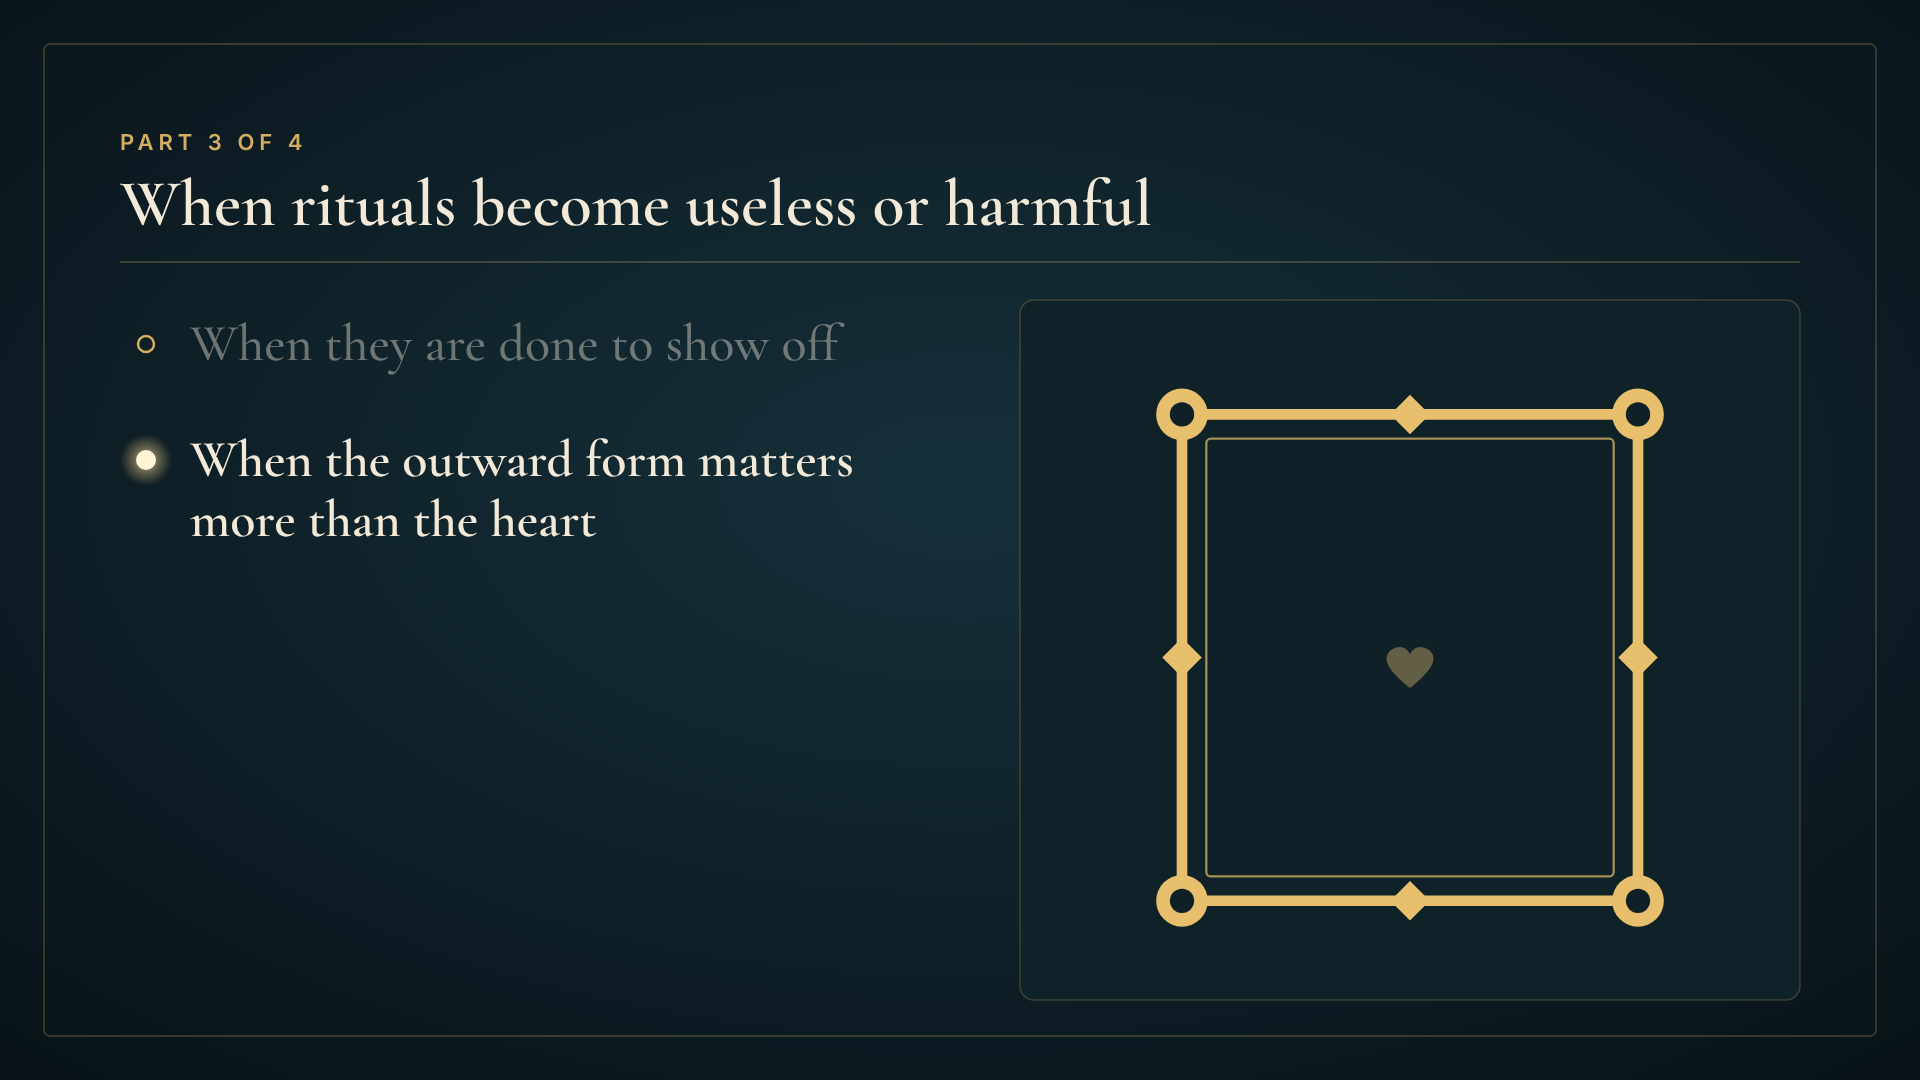 PART 3 OF 4
When rituals become useless or harmful
When they are done to show off
When the outward form matters
more than the heart